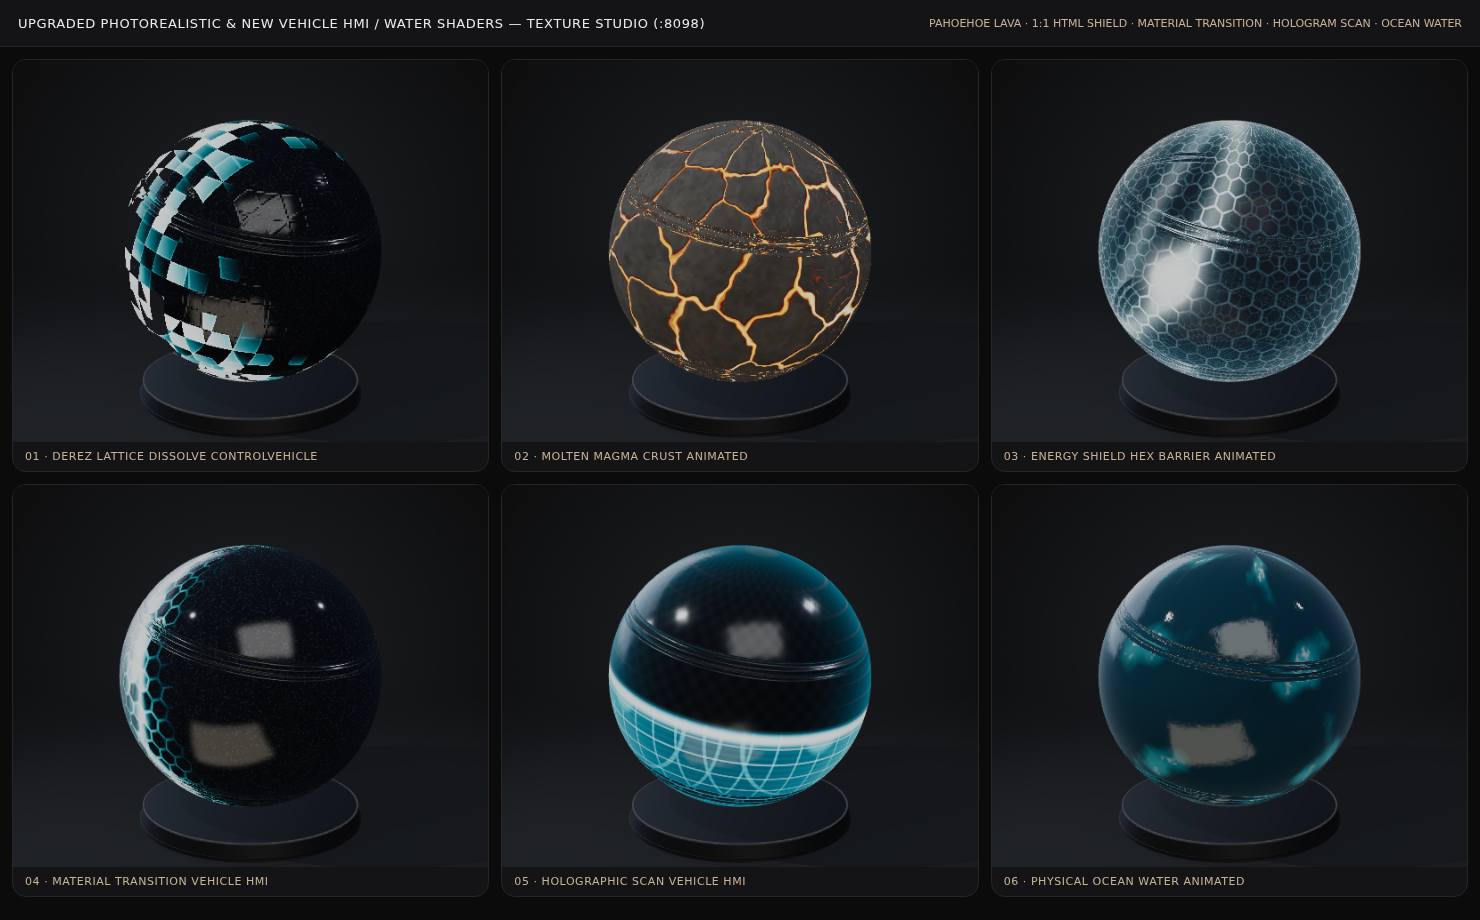 UPGRADED PHOTOREALISTIC & NEW VEHICLE HMI / WATER SHADERS — TEXTURE STUDIO (:8098)
PAHOEHOE LAVA · 1:1 HTML SHIELD · MATERIAL TRANSITION · HOLOGRAM SCAN · OCEAN WATER
01 · DEREZ LATTICE DISSOLVE CONTROLVEHICLE
02 · MOLTEN MAGMA CRUST ANIMATED
03 · ENERGY SHIELD HEX BARRIER ANIMATED
04 · MATERIAL TRANSITION VEHICLE HMI
05 · HOLOGRAPHIC SCAN VEHICLE HMI
06 · PHYSICAL OCEAN WATER ANIMATED